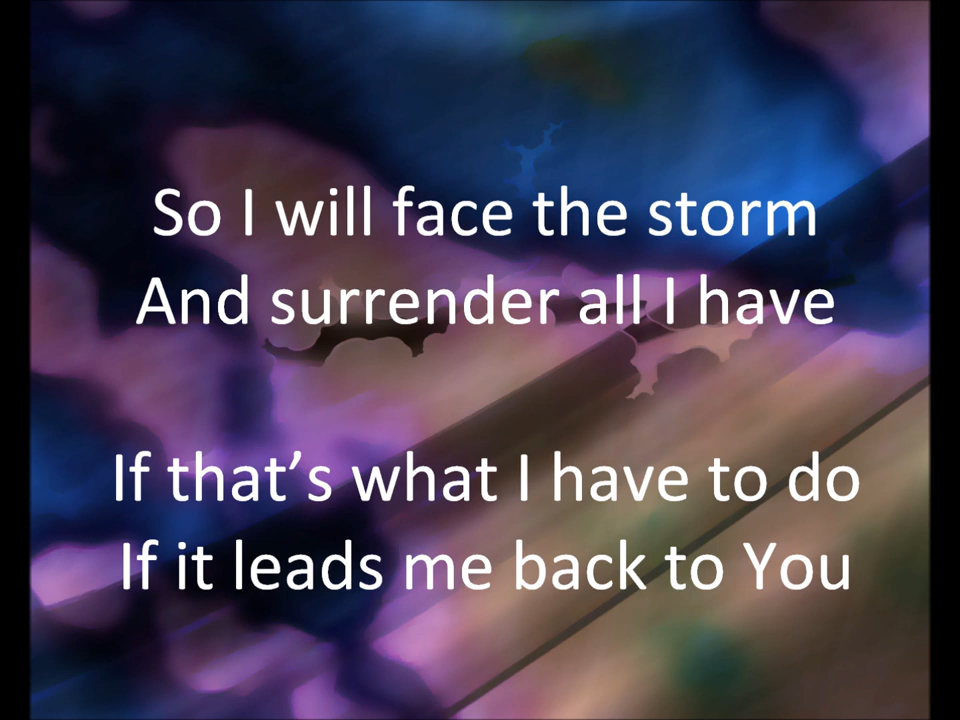 So I will face the storm
And surrender all I have
If that’s what I have to do
If it leads me back to You